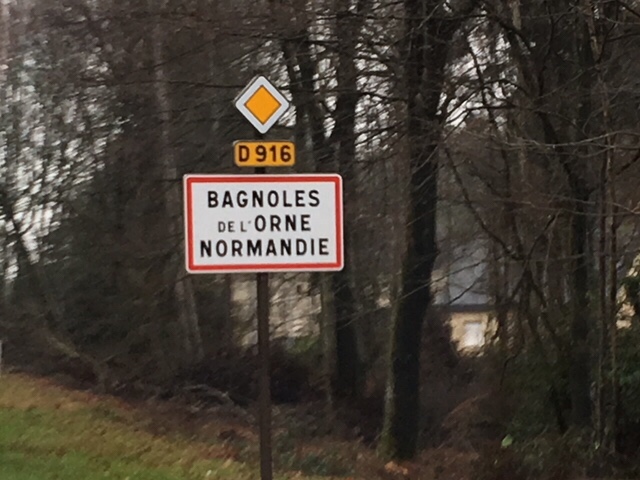 D 916
BAGNOLES
DE L'ORNE
NORMANDIE